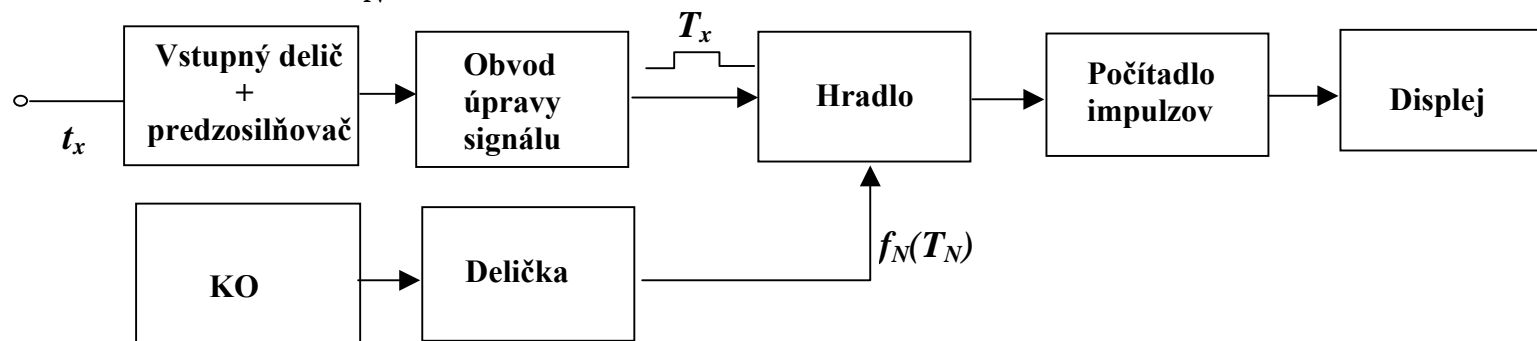 N
T_x
Vstupný delič
+
predzosilňovač
t_x
Obvod
úpravy
signálu
Hradlo
Počítadlo
impulzov
Displej
KO
Delička
f_N(T_N)